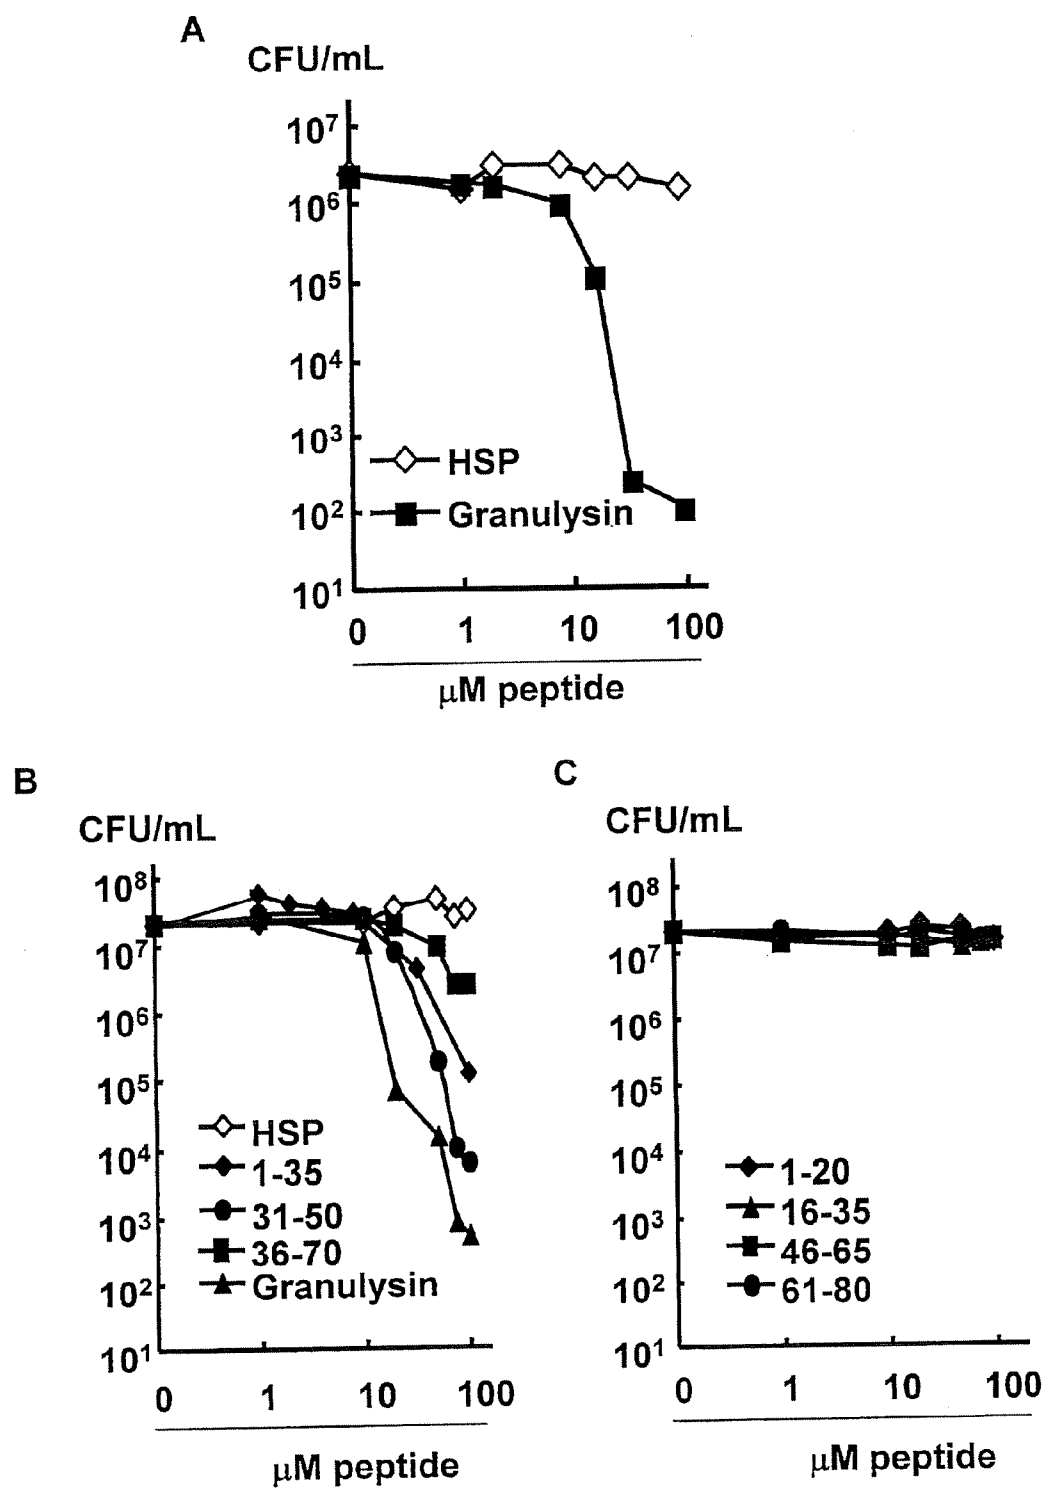 A
CFU/mL
10⁷
10⁶
10⁵
10⁴
10³
10²
10¹
HSP
Granulysin
0 1 10 100
µM peptide
B
CFU/mL
10⁸
10⁷
10⁶
10⁵
10⁴
10³
10²
10¹
HSP
1-35
31-50
36-70
Granulysin
0 1 10 100
µM peptide
C
CFU/mL
10⁸
10⁷
10⁶
10⁵
10⁴
10³
10²
10¹
1-20
16-35
46-65
61-80
0 1 10 100
µM peptide